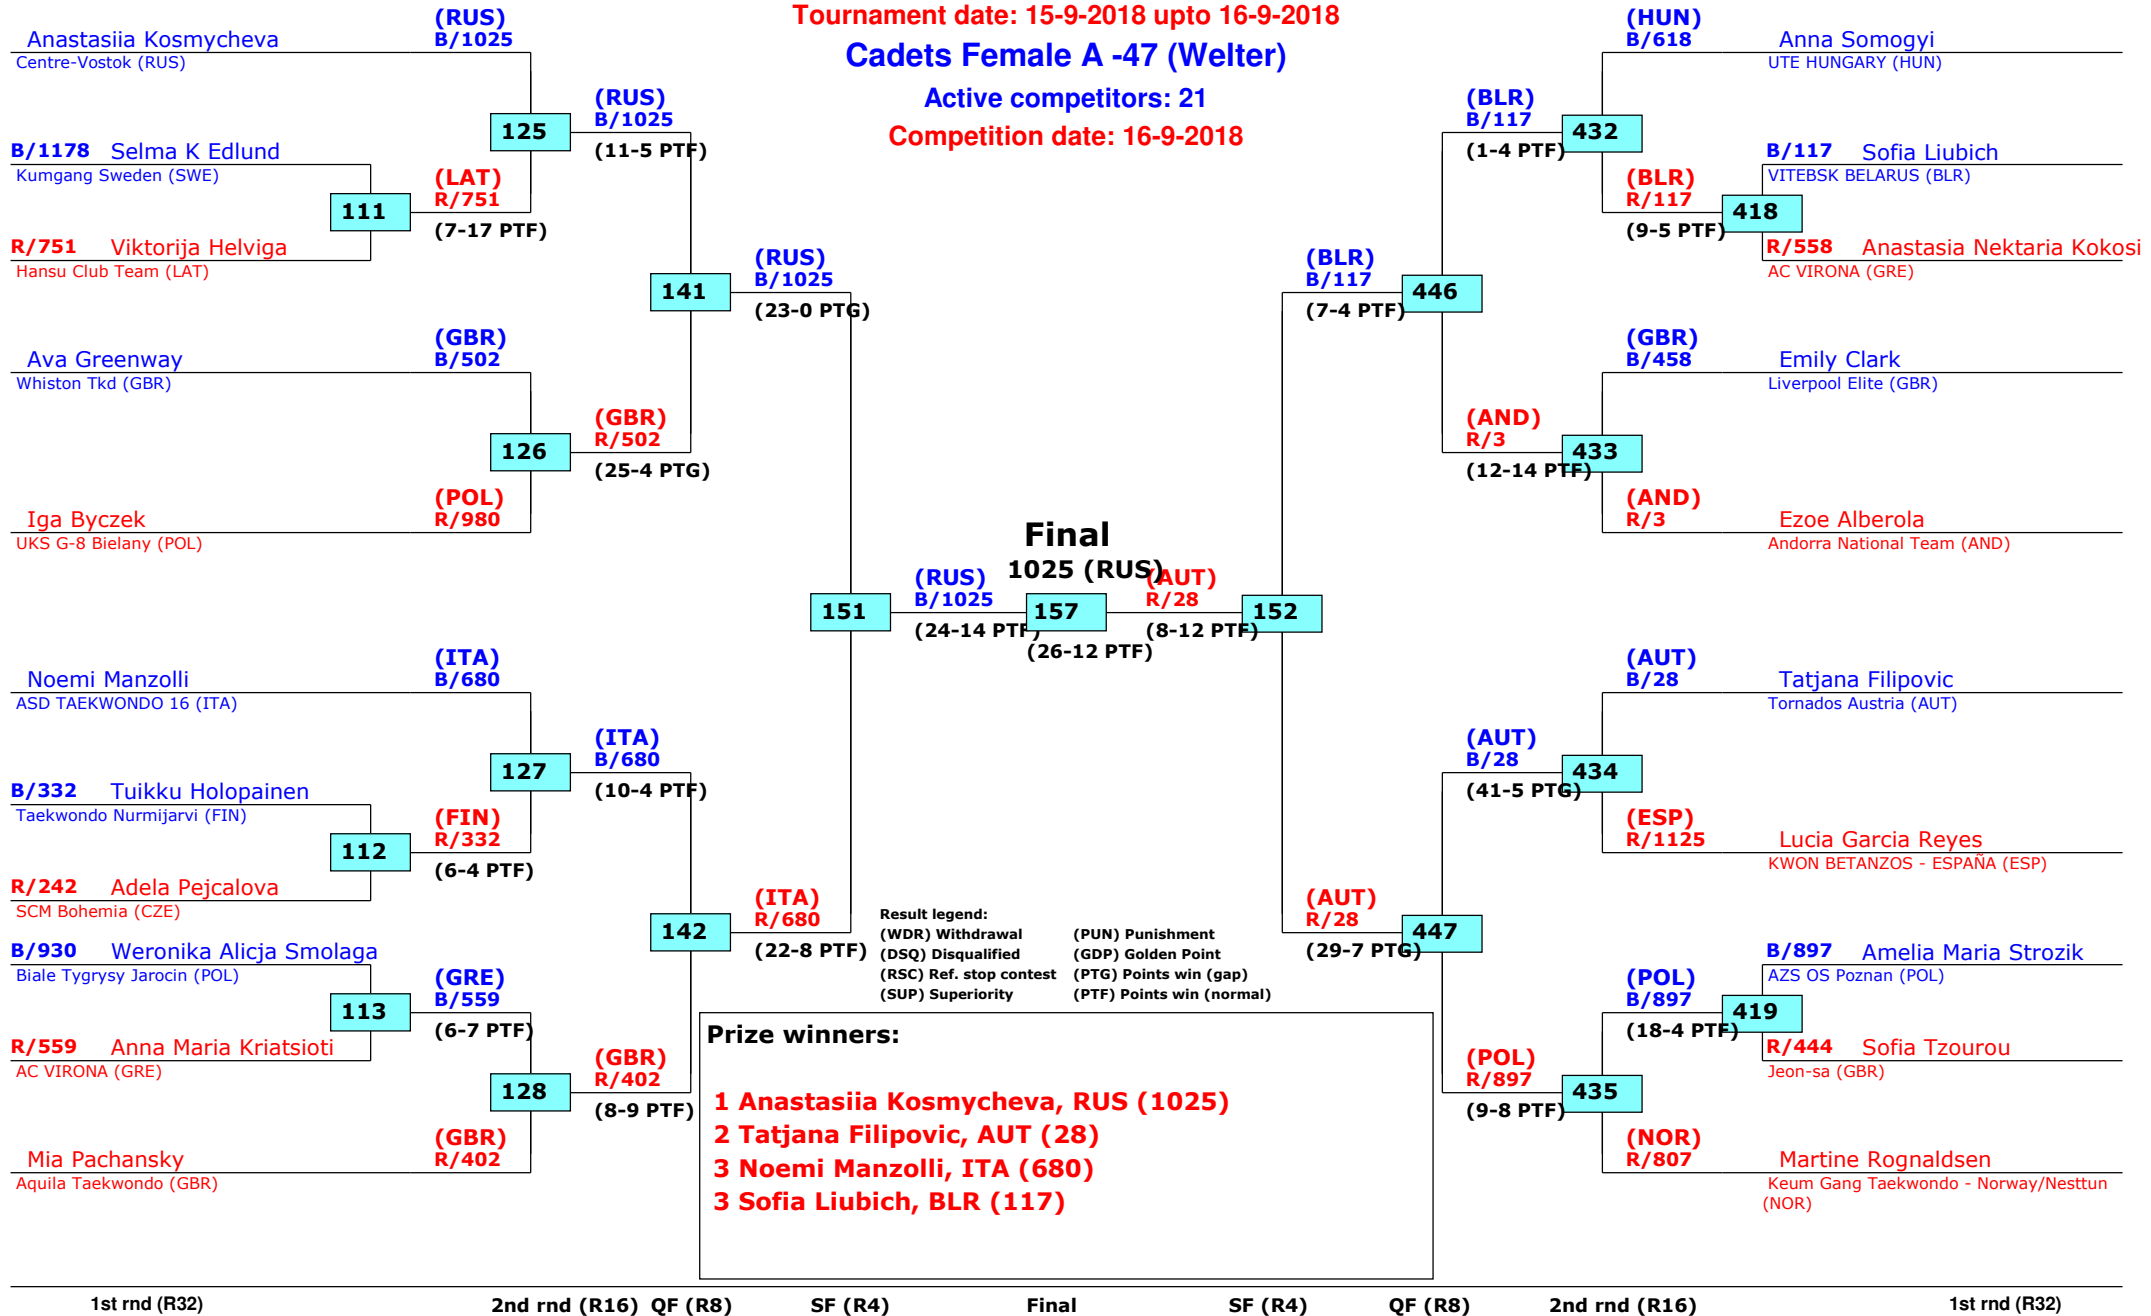 Tournament date: 15-9-2018 upto 16-9-2018
Cadets Female A -47 (Welter)
Active competitors: 21
Competition date: 16-9-2018
Anastasiia Kosmycheva
Centre-Vostok (RUS)
(RUS)
B/1025
B/1178 Selma K Edlund
Kumgang Sweden (SWE)
R/751 Viktorija Helviga
Hansu Club Team (LAT)
111
(LAT)
R/751
(7-17 PTF)
125
(RUS)
B/1025
(11-5 PTF)
Ava Greenway
Whiston Tkd (GBR)
(GBR)
B/502
Iga Byczek
UKS G-8 Bielany (POL)
(POL)
R/980
126
(GBR)
R/502
(25-4 PTG)
141
(RUS)
B/1025
(23-0 PTG)
Noemi Manzolli
ASD TAEKWONDO 16 (ITA)
(ITA)
B/680
B/332 Tuikku Holopainen
Taekwondo Nurmijarvi (FIN)
R/242 Adela Pejcalova
SCM Bohemia (CZE)
112
(FIN)
R/332
(6-4 PTF)
127
(ITA)
B/680
(10-4 PTF)
B/930 Weronika Alicja Smolaga
Biale Tygrysy Jarocin (POL)
R/559 Anna Maria Kriatsioti
AC VIRONA (GRE)
113
(GRE)
B/559
(6-7 PTF)
Mia Pachansky
Aquila Taekwondo (GBR)
(GBR)
R/402
128
(GBR)
R/402
(8-9 PTF)
142
(ITA)
R/680
(22-8 PTF)
151
(RUS)
B/1025
(24-14 PTF)
Final
1025 (RUS)
157
(26-12 PTF)
(AUT)
R/28
(8-12 PTF)
152
(BLR)
B/117
(7-4 PTF)
446
(BLR)
B/117
(1-4 PTF)
432
(HUN)
B/618
Anna Somogyi
UTE HUNGARY (HUN)
(BLR)
R/117
(9-5 PTF)
418
B/117 Sofia Liubich
VITEBSK BELARUS (BLR)
R/558 Anastasia Nektaria Kokosi
AC VIRONA (GRE)
(AND)
R/3
(12-14 PTF)
433
(GBR)
B/458
Emily Clark
Liverpool Elite (GBR)
(AND)
R/3
Ezoe Alberola
Andorra National Team (AND)
(AUT)
R/28
(29-7 PTG)
447
(AUT)
B/28
(41-5 PTG)
434
(AUT)
B/28
Tatjana Filipovic
Tornados Austria (AUT)
(ESP)
R/1125
Lucia Garcia Reyes
KWON BETANZOS - ESPAÑA (ESP)
(POL)
R/897
(9-8 PTF)
435
(POL)
B/897
(18-4 PTF)
419
B/897 Amelia Maria Strozik
AZS OS Poznan (POL)
R/444 Sofia Tzourou
Jeon-sa (GBR)
(NOR)
R/807
Martine Rognaldsen
Keum Gang Taekwondo - Norway/Nesttun
(NOR)
Result legend:
(WDR) Withdrawal (PUN) Punishment
(DSQ) Disqualified (GDP) Golden Point
(RSC) Ref. stop contest (PTG) Points win (gap)
(SUP) Superiority (PTF) Points win (normal)
Prize winners:
1 Anastasiia Kosmycheva, RUS (1025)
2 Tatjana Filipovic, AUT (28)
3 Noemi Manzolli, ITA (680)
3 Sofia Liubich, BLR (117)
1st rnd (R32) 2nd rnd (R16) QF (R8) SF (R4) Final SF (R4) QF (R8) 2nd rnd (R16) 1st rnd (R32)